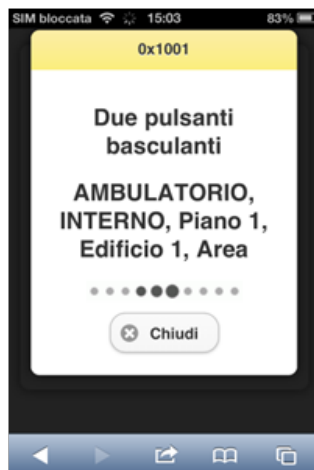 SIM bloccata 15:03 83%
0x1001
Due pulsanti
basculanti
AMBULATORIO,
INTERNO, Piano 1,
Edificio 1, Area
Chiudi